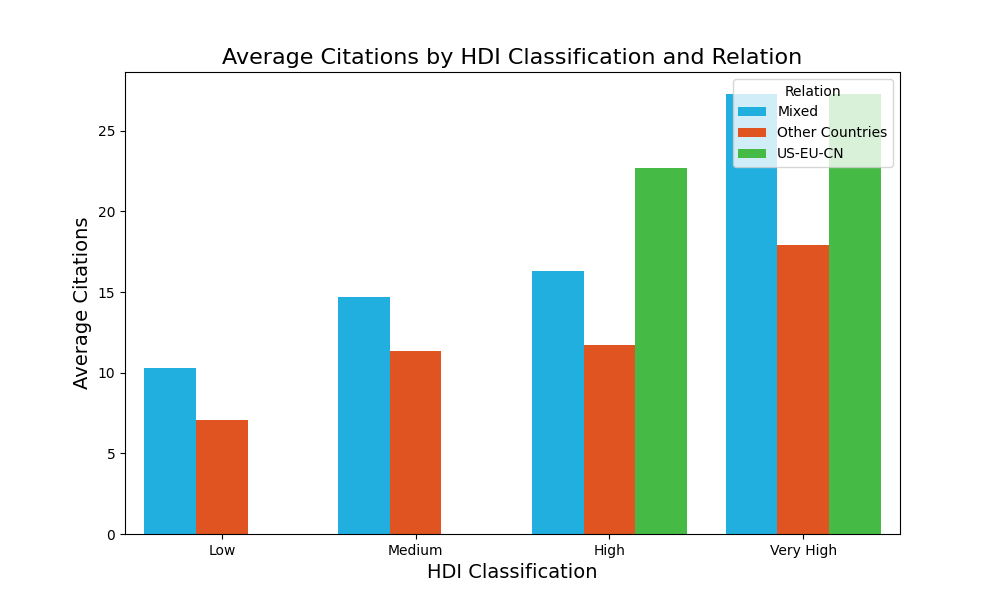 Average Citations by HDI Classification and Relation
Relation
Mixed
Other Countries
US-EU-CN
Average Citations
25
20
15
10
5
0
Low Medium High Very High
HDI Classification